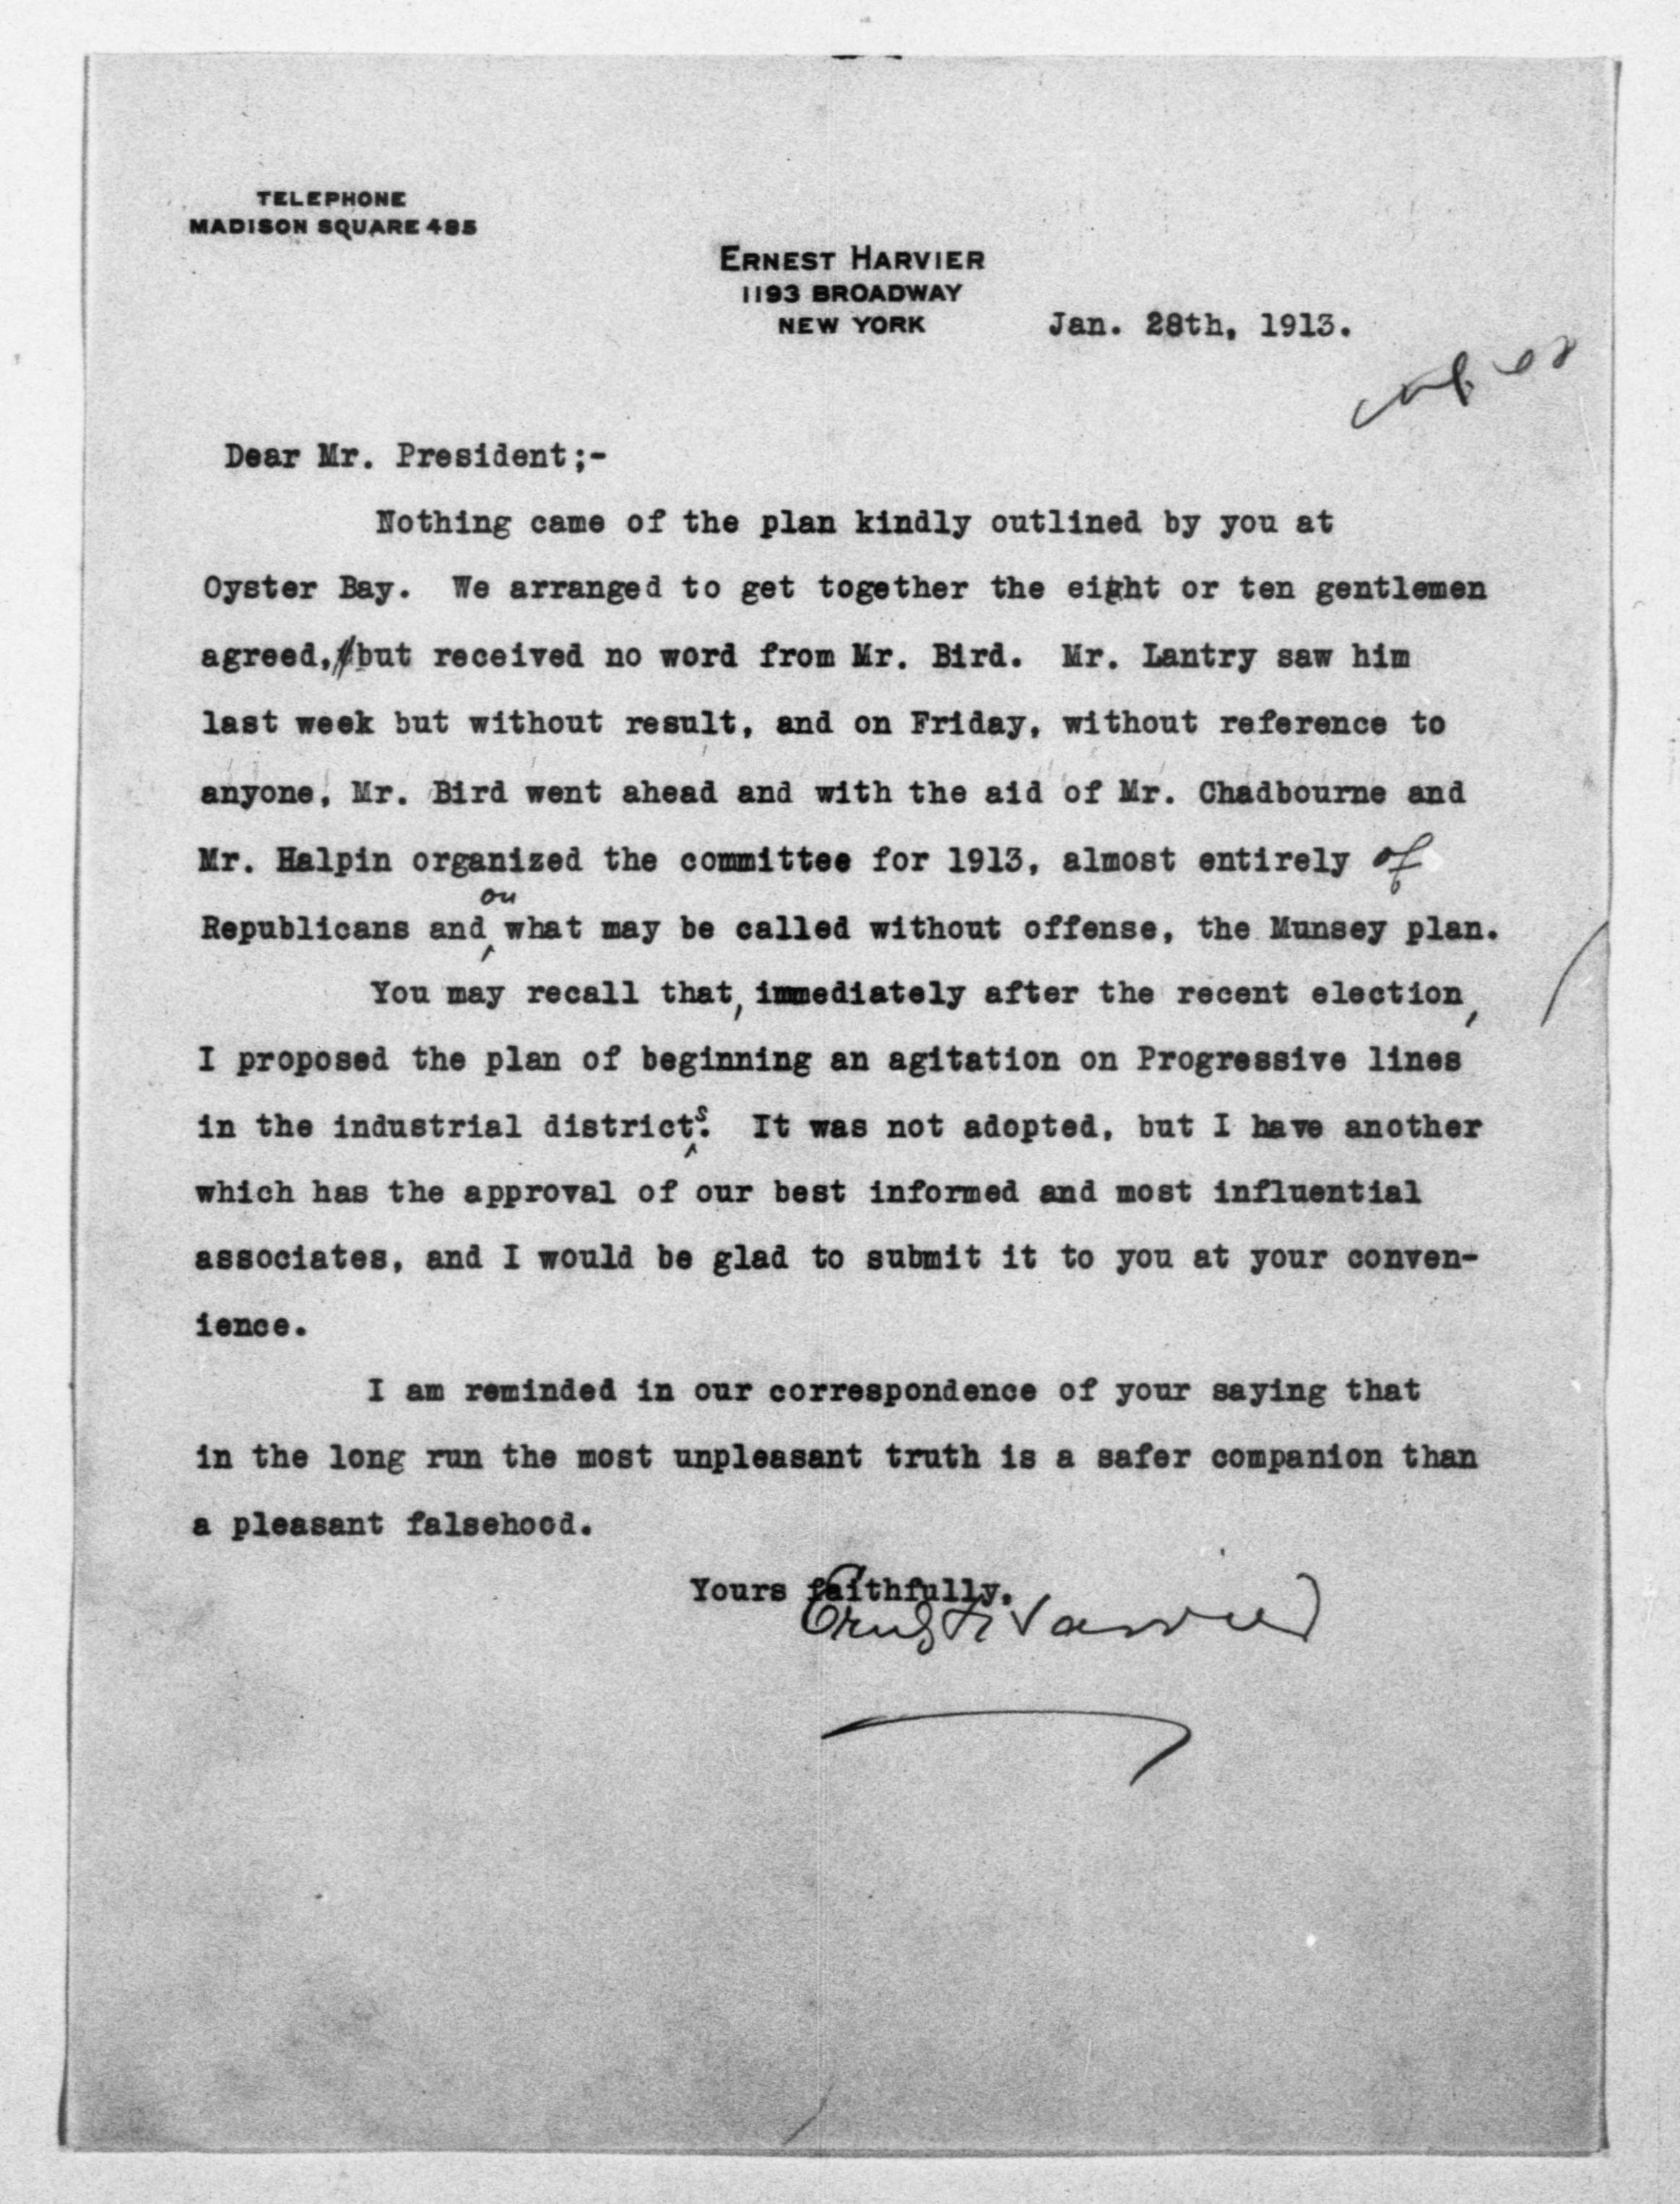 TELEPHONE
MADISON SQUARE 485
ERNEST HARVIER
1193 BROADWAY
NEW YORK
Jan. 28th, 1913.
Dear Mr. President;-
Nothing came of the plan kindly outlined by you at
Oyster Bay. We arranged to get together the eight or ten gentlemen
agreed, but received no word from Mr. Bird. Mr. Lantry saw him
last week but without result, and on Friday, without reference to
anyone, Mr. Bird went ahead and with the aid of Mr. Chadbourne and
Mr. Halpin organized the committee for 1913, almost entirely of
Republicans and on what may be called without offense, the Munsey plan.
You may recall that, immediately after the recent election,
I proposed the plan of beginning an agitation on Progressive lines
in the industrial districts. It was not adopted, but I have another
which has the approval of our best informed and most influential
associates, and I would be glad to submit it to you at your conven-
ience.
I am reminded in our correspondence of your saying that
in the long run the most unpleasant truth is a safer companion than
a pleasant falsehood.
Yours faithfully,
Ernest Harvier